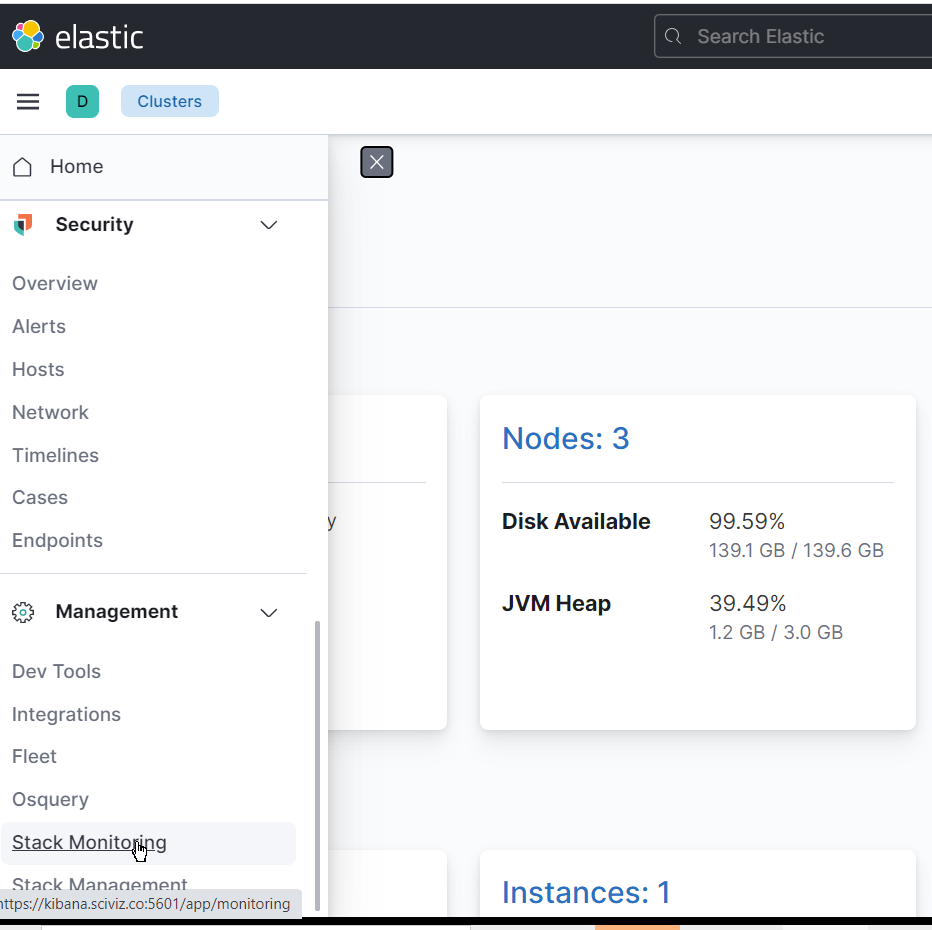 elastic
Search Elastic
D
Clusters
Home
Security
Overview
Alerts
Hosts
Network
Timelines
Cases
Endpoints
Management
Dev Tools
Integrations
Fleet
Osquery
Stack Monitoring
Stack Management
https://kibana.sciviz.co:5601/app/monitoring
y
Nodes: 3
Disk Available 99.59%
139.1 GB / 139.6 GB
JVM Heap 39.49%
1.2 GB / 3.0 GB
Instances: 1